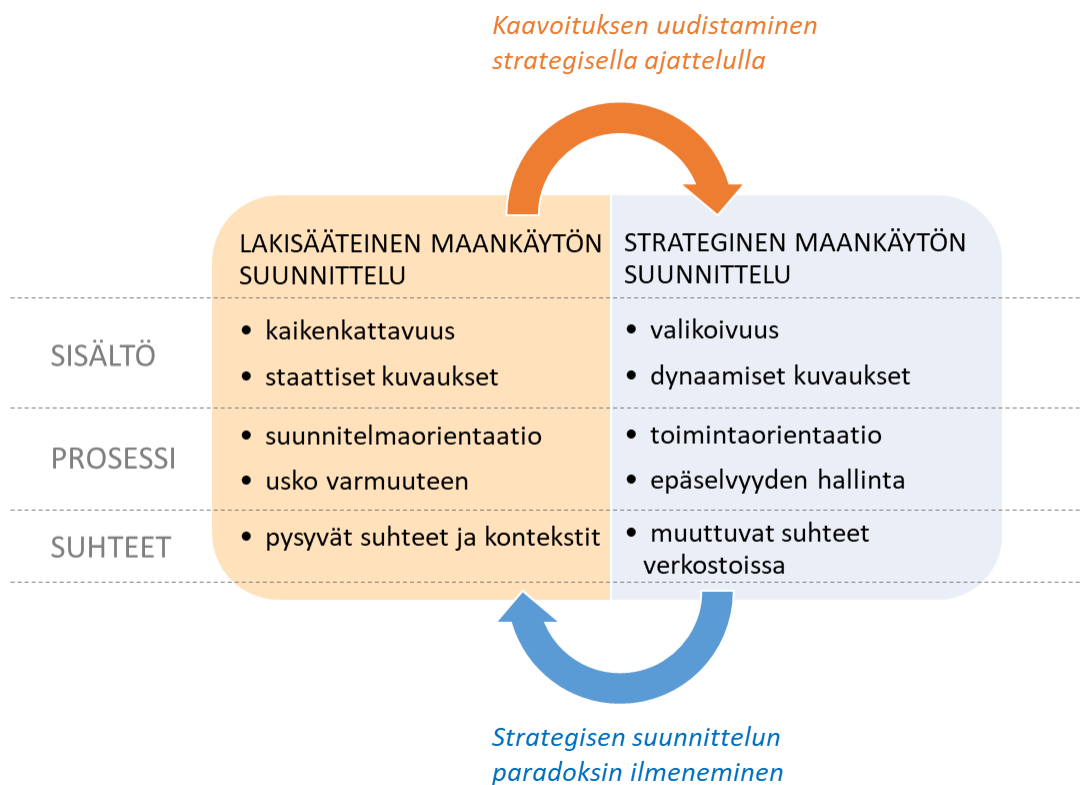 Kaavoituksen uudistaminen
strategisella ajattelulla
LAKISÄÄTEINEN MAANKÄYTÖN
SUUNNITTELU
STRATEGINEN MAANKÄYTÖN
SUUNNITTELU
SISÄLTÖ
• kaikenkattavuus
• staattiset kuvaukset
• valikoivuus
• dynaamiset kuvaukset
PROSESSI
• suunnitelmaorientaatio
• usko varmuuteen
• toimintaorientaatio
• epäselvyyden hallinta
SUHTEET
• pysyvät suhteet ja kontekstit
• muuttuvat suhteet
verkostoissa
Strategisen suunnittelun
paradoksin ilmeneminen